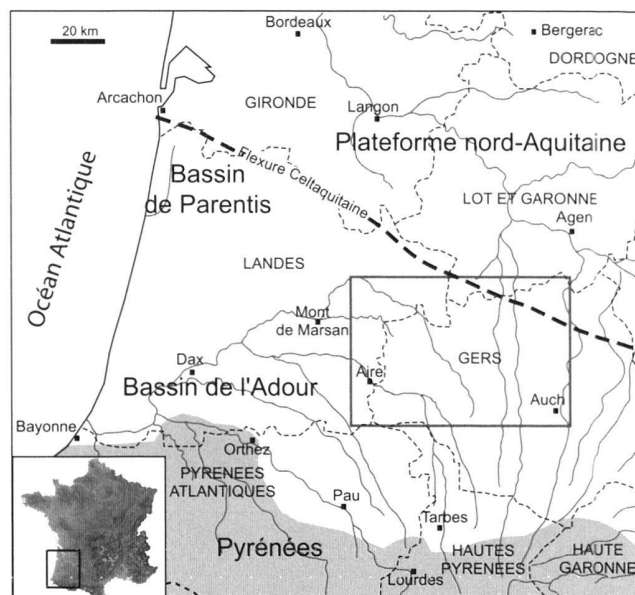 Bordeaux
20 km
Bergerac
DORDOGNE
Arcachon
GIRONDE
Langon
Plateforme nord-Aquitaine
Flexure Celtaquitaine
Bassin
de Parentis
LOT ET GARONNE
Agen
Océan Atlantique
LANDES
Mont
de Marsan
GERS
Dax
Aire
Bassin de l'Adour
Auch
Bayonne
Orthez
PYRENEES
ATLANTIQUES
Pau
Tarbes
Pyrénées
HAUTES
PYRENEES
HAUTE
GARONNE
Lourdes